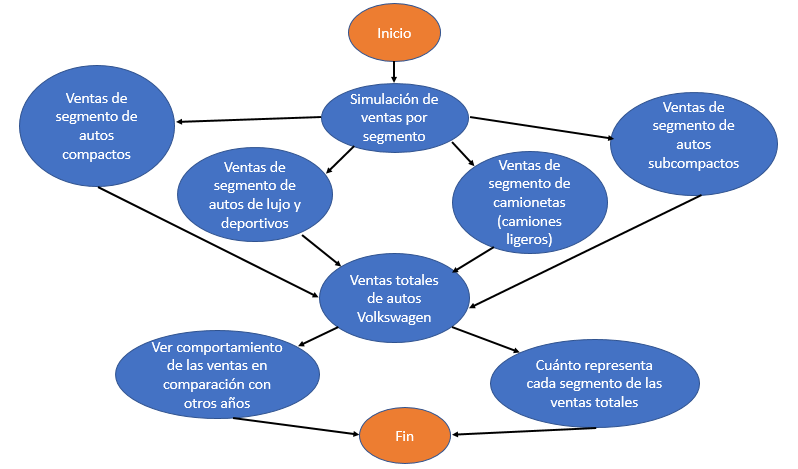 Inicio
Simulación de
ventas por
segmento
Ventas de
segmento de
autos
compactos
Ventas de
segmento de
autos de lujo y
deportivos
Ventas de
segmento de
camionetas
(camiones
ligeros)
Ventas de
segmento de
autos
subcompactos
Ventas totales
de autos
Volkswagen
Ver comportamiento
de las ventas en
comparación con
otros años
Cuánto representa
cada segmento de las
ventas totales
Fin